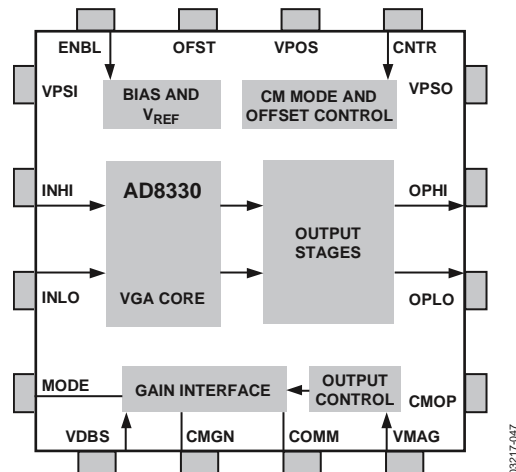 ENBL OFST VPOS CNTR
VPSI VPSO
BIAS AND
VREF
CM MODE AND
OFFSET CONTROL
INHI OPHI
AD8330
OUTPUT
STAGES
INLO OPLO
VGA CORE
MODE CMOP
GAIN INTERFACE
OUTPUT
CONTROL
VDBS CMGN COMM VMAG
03217-047